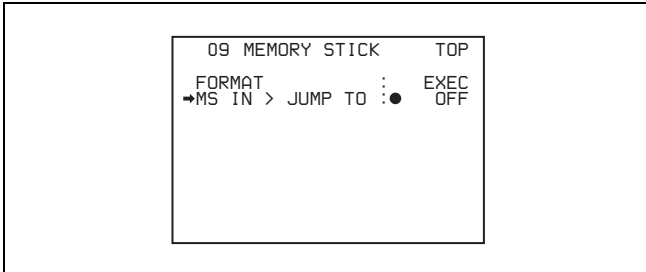 09 MEMORY STICK TOP
FORMAT : EXEC
➡MS IN > JUMP TO :● OFF